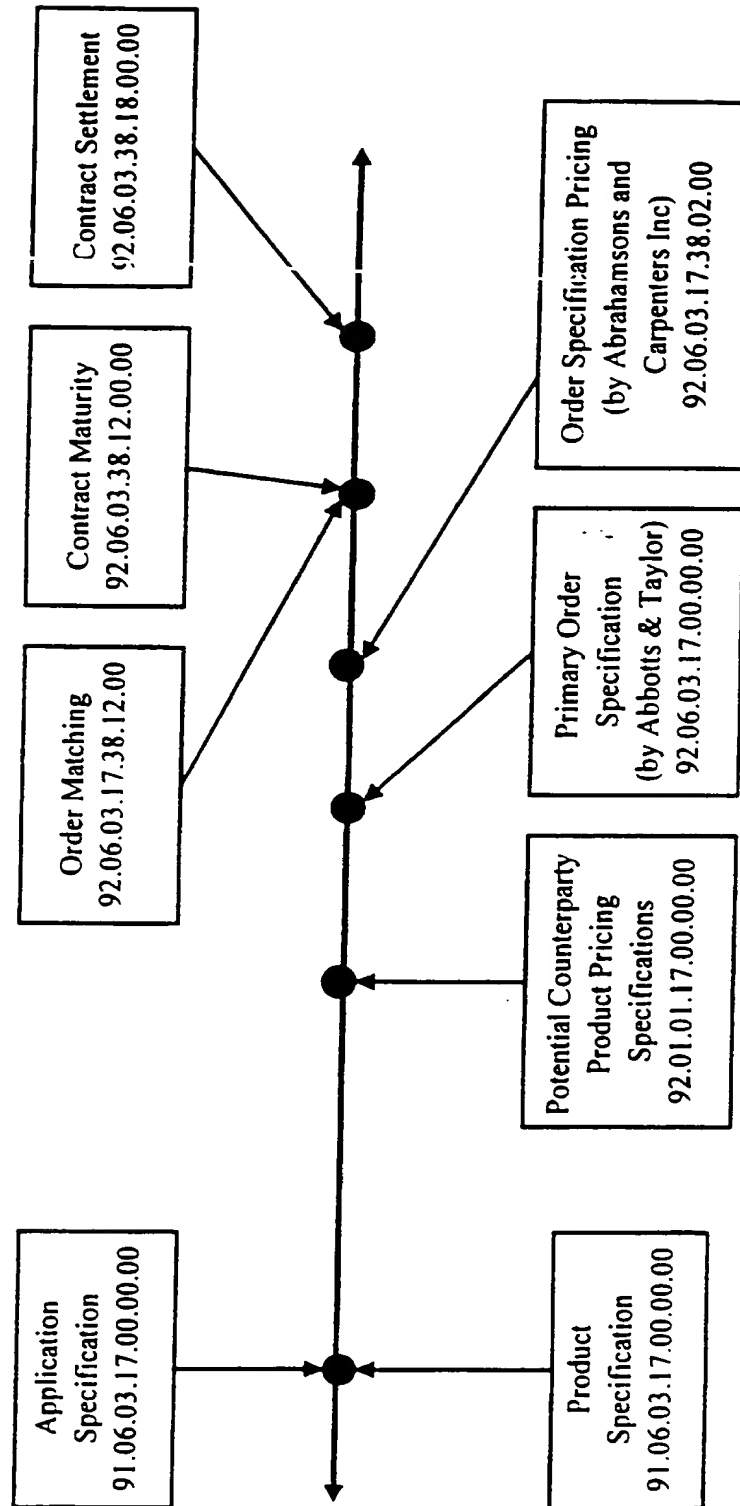 Application
Specification
91.06.03.17.00.00.00
Order Matching
92.06.03.17.38.12.00
Contract Maturity
92.06.03.38.12.00.00
Contract Settlement
92.06.03.38.18.00.00
Product
Specification
91.06.03.17.00.00.00
Potential Counterparty
Product Pricing
Specifications
92.01.01.17.00.00.00
Primary Order
Specification
(by Abbotts & Taylor)
92.06.03.17.00.00.00
Order Specification Pricing
(by Abrahamsons and
Carpenters Inc)
92.06.03.17.38.02.00